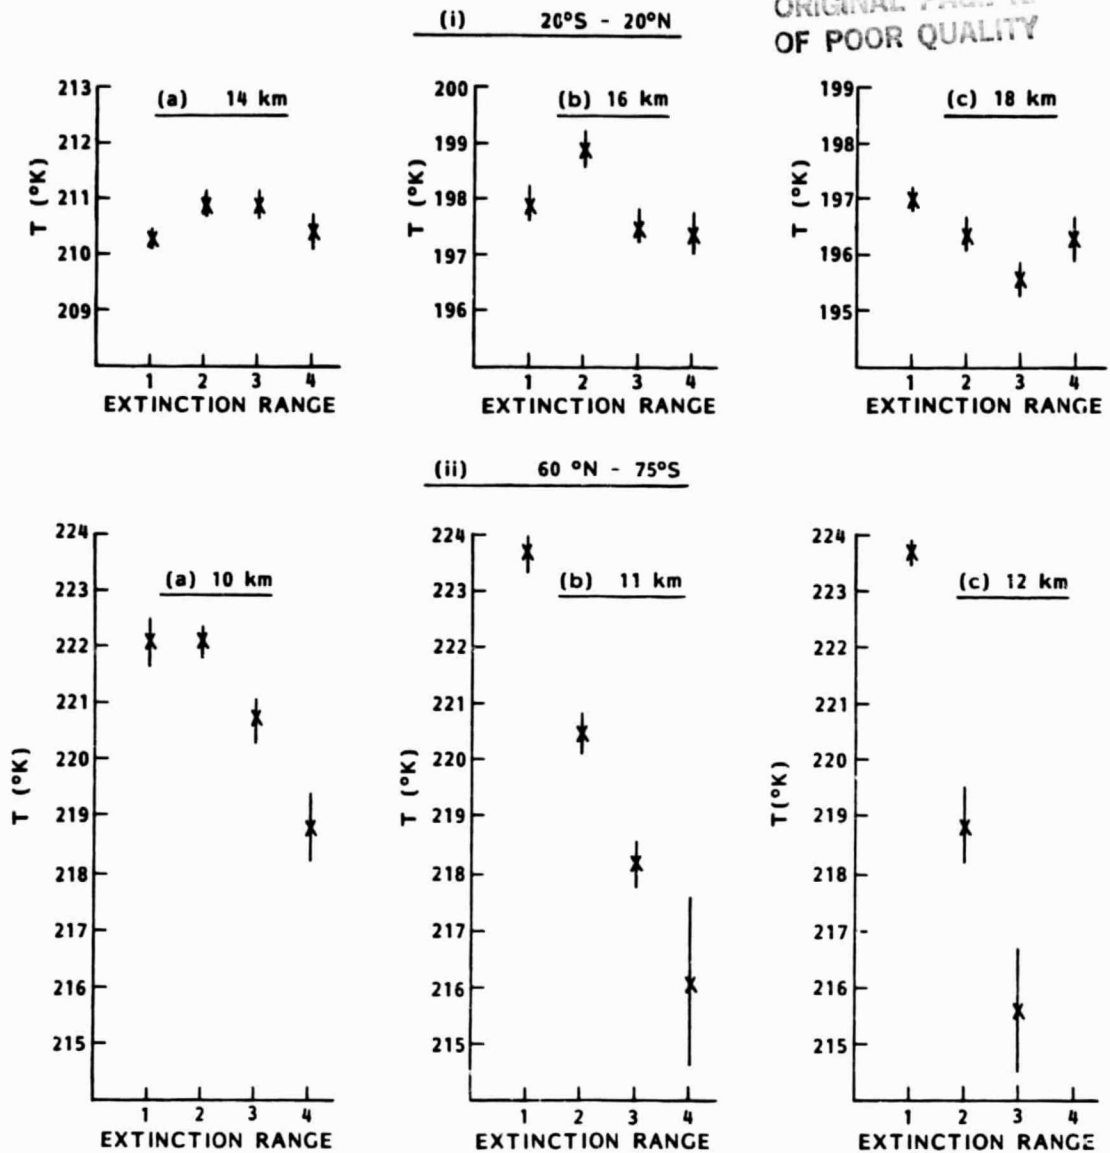 (i) 20°S - 20°N
ORIGINAL
OF POOR QUALITY
(a) 14 km
213
212
211
210
209
T (°K)
1 2 3 4
EXTINCTION RANGE
(b) 16 km
200
199
198
197
196
T (°K)
1 2 3 4
EXTINCTION RANGE
(c) 18 km
199
198
197
196
195
T (°K)
1 2 3 4
EXTINCTION RANGE
(ii) 60 °N - 75°S
(a) 10 km
224
223
222
221
220
219
218
217
216
215
T (°K)
1 2 3 4
EXTINCTION RANGE
(b) 11 km
224
223
222
221
220
219
218
217
216
215
T (°K)
1 2 3 4
EXTINCTION RANGE
(c) 12 km
224
223
222
221
220
219
218
217
216
215
T(°K)
1 2 3 4
EXTINCTION RANGE